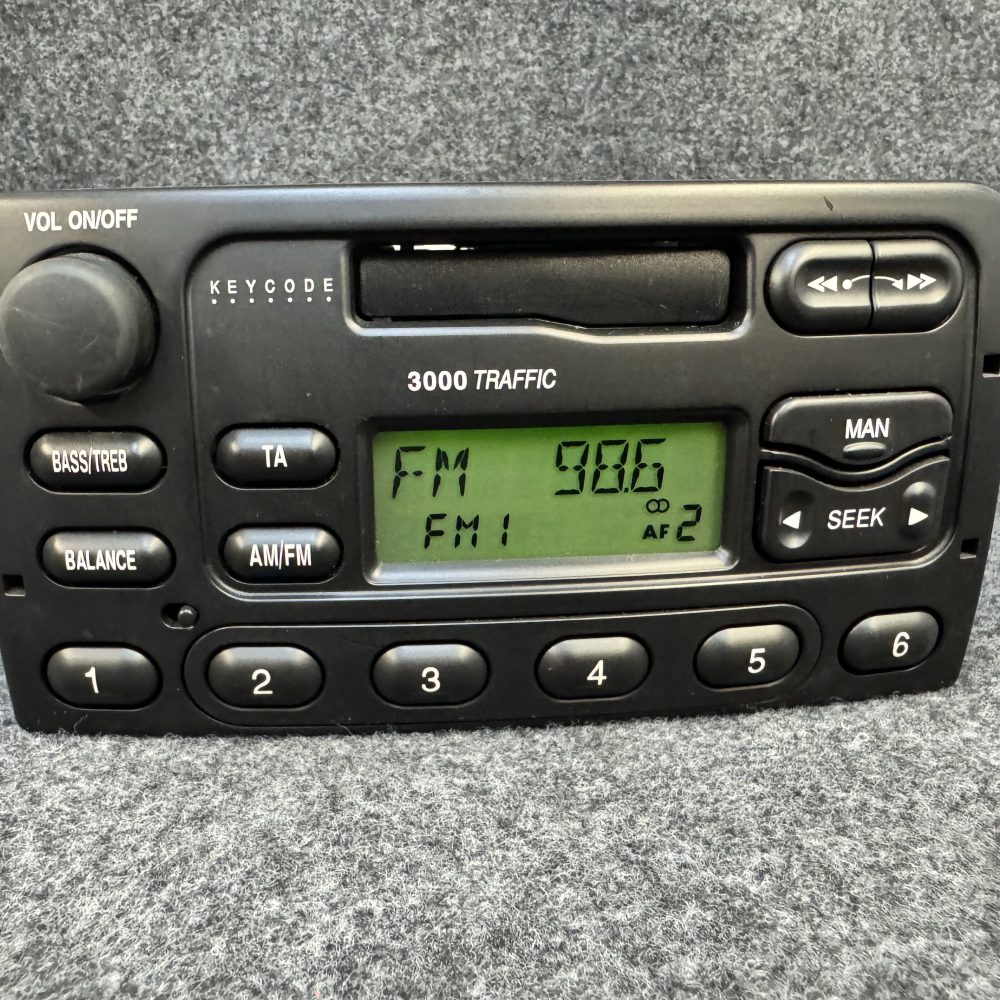 VOL ON/OFF
KEYCODE
3000 TRAFFIC
BASS/TREB
TA
FM 98.6
MAN
FM1 AF 2
SEEK
BALANCE
AM/FM
1 2 3 4 5 6